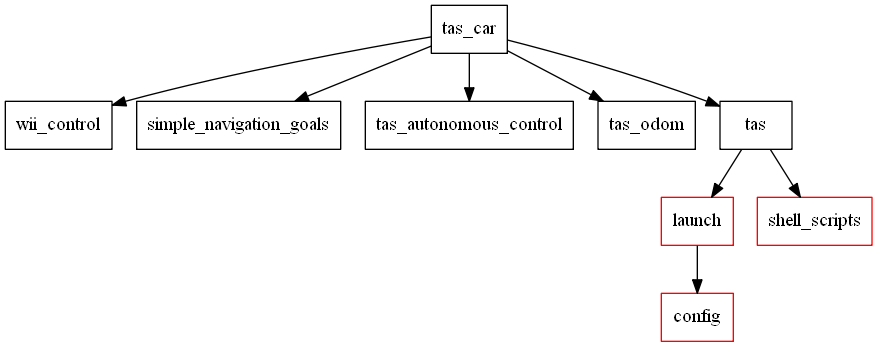 tas_car
wii_control
simple_navigation_goals
tas_autonomous_control
tas_odom
tas
launch
shell_scripts
config